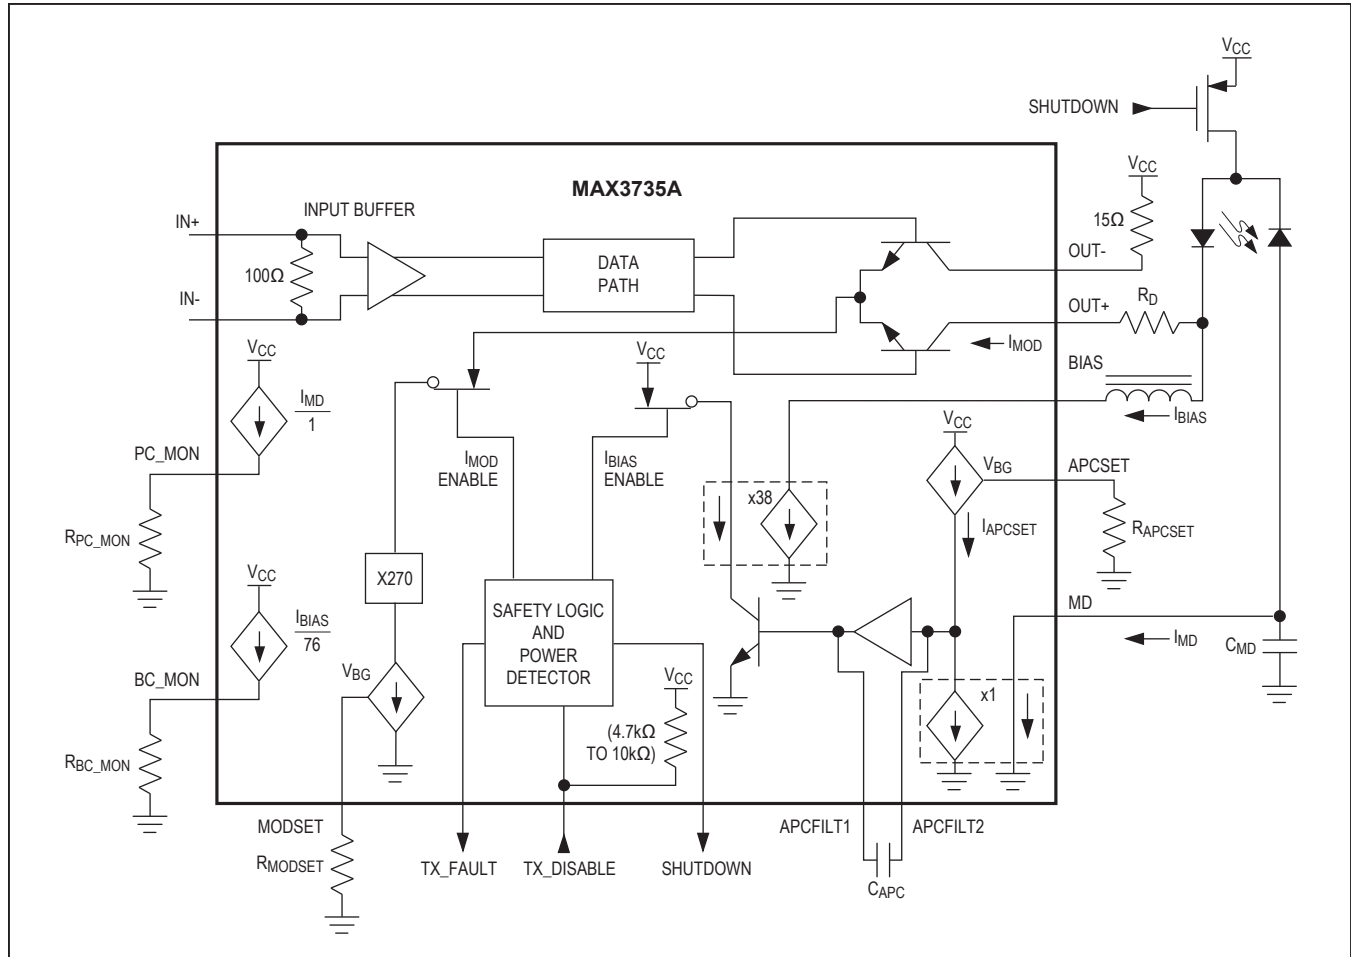 VCC
SHUTDOWN
MAX3735A
VCC
IN+
INPUT BUFFER
15Ω
100Ω
DATA
PATH
OUT-
IN-
OUT+
RD
IMOD
VCC
VCC
BIAS
IMD
1
IBIAS
VCC
PC_MON
IMOD
ENABLE
IBIAS
ENABLE
VBG
APCSET
x38
RPC_MON
IAPCSET
RAPCSET
VCC
X270
SAFETY LOGIC
AND
POWER
DETECTOR
MD
IBIAS
76
IMD
CMD
BC_MON
VBG
VCC
x1
(4.7kΩ
TO 10kΩ)
RBC_MON
MODSET
APCFILT1
APCFILT2
RMODSET
TX_FAULT
TX_DISABLE
SHUTDOWN
CAPC